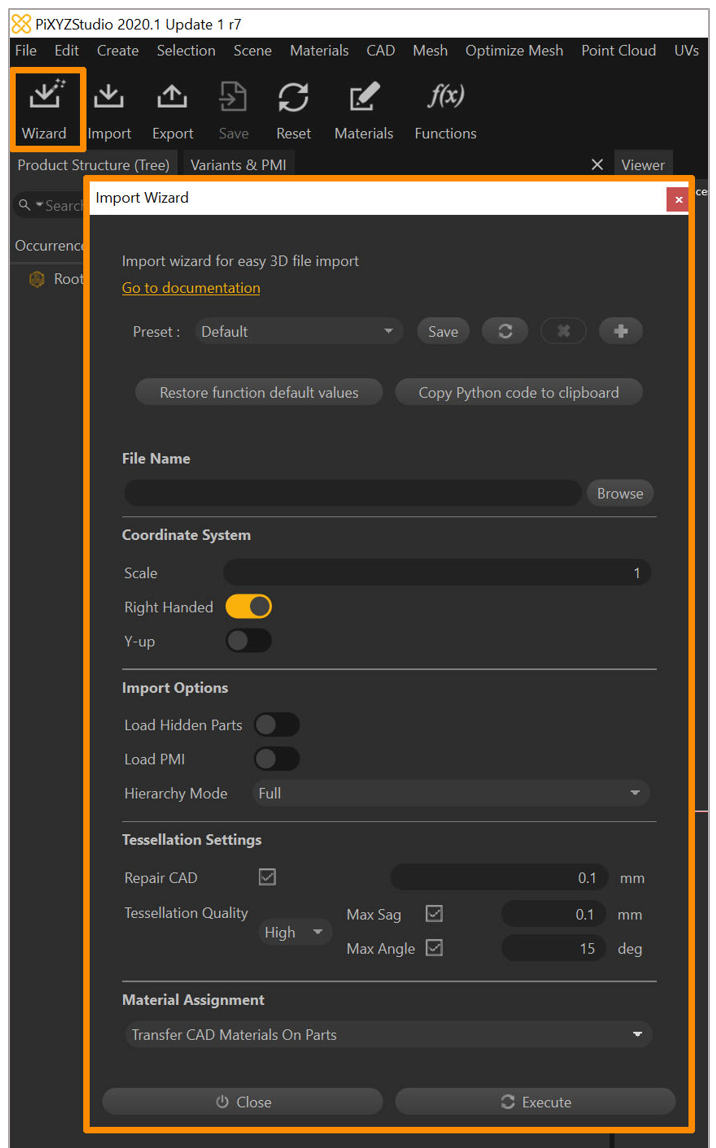 PiXYZStudio 2020.1 Update 1 r7
File Edit Create Selection Scene Materials CAD Mesh Optimize Mesh Point Cloud UVs
Wizard Import Export Save Reset Materials f(x) Functions
Product Structure (Tree) Variants & PMI Viewer
Search
Import Wizard
Occurrence
Root
Import wizard for easy 3D file import
Go to documentation
Preset : Default Save
Restore function default values Copy Python code to clipboard
File Name
Browse
Coordinate System
Scale 1
Right Handed
Y-up
Import Options
Load Hidden Parts
Load PMI
Hierarchy Mode Full
Tessellation Settings
Repair CAD 0.1 mm
Tessellation Quality High Max Sag 0.1 mm
Max Angle 15 deg
Material Assignment
Transfer CAD Materials On Parts
Close Execute